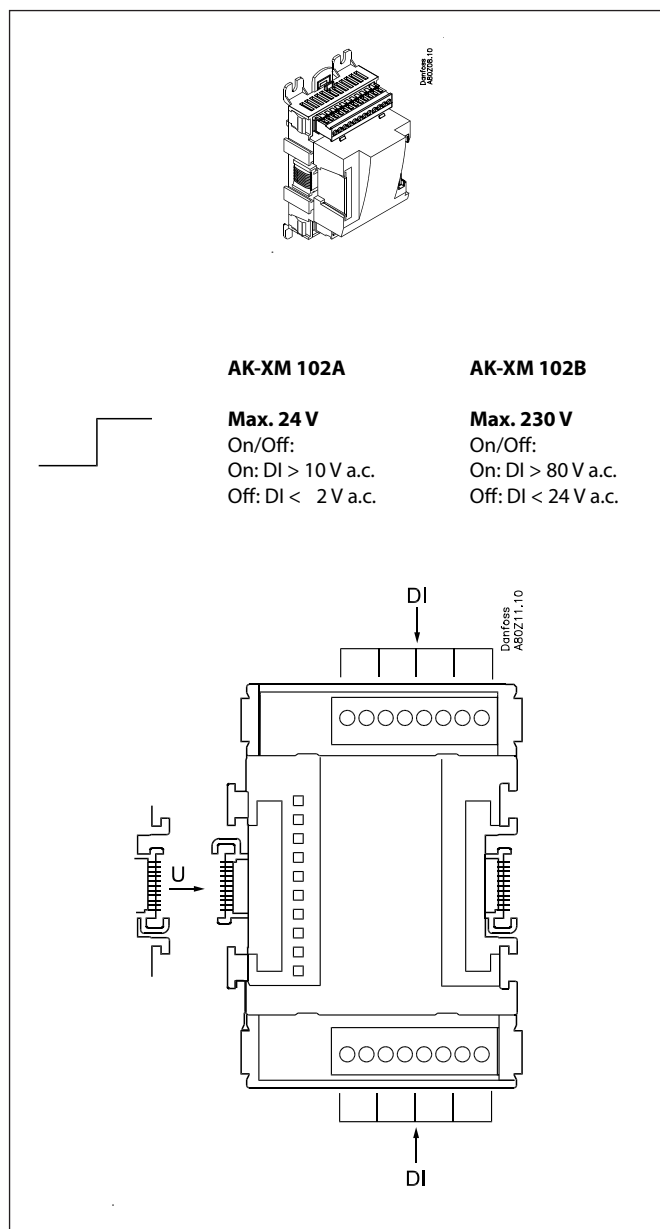 Danfoss
A80Z08.10
AK-XM 102A
Max. 24 V
On/Off:
On: DI > 10 V a.c.
Off: DI < 2 V a.c.
AK-XM 102B
Max. 230 V
On/Off:
On: DI > 80 V a.c.
Off: DI < 24 V a.c.
DI
Danfoss
A80Z11.10
U
DI